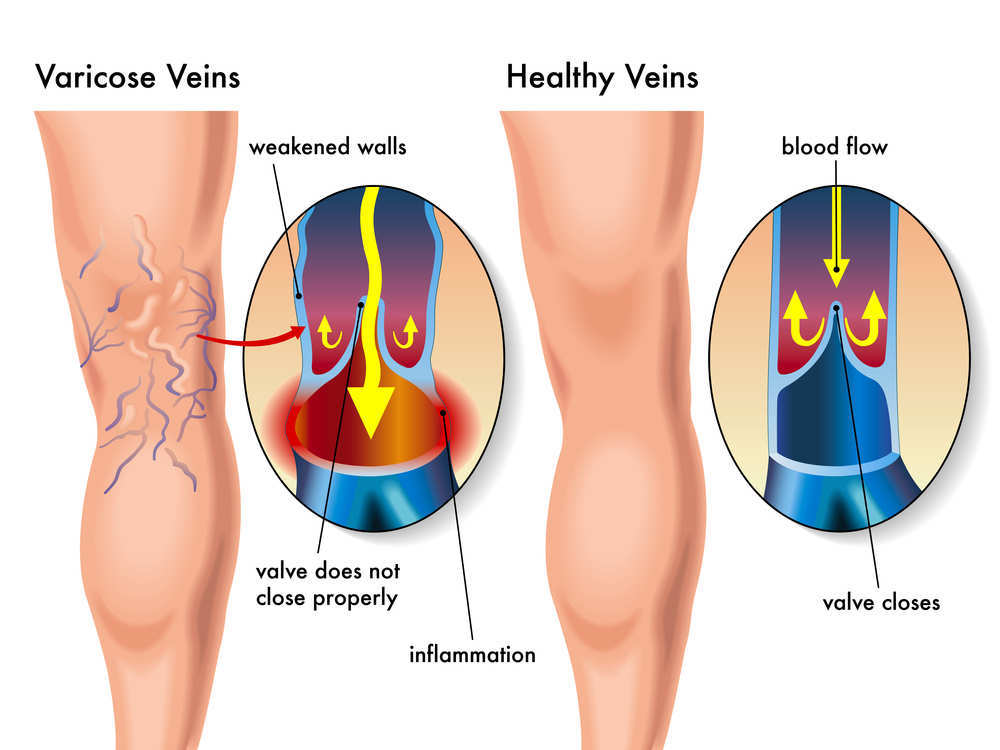 Varicose Veins
Healthy Veins
weakened walls
blood flow
valve does not
close properly
inflammation
valve closes